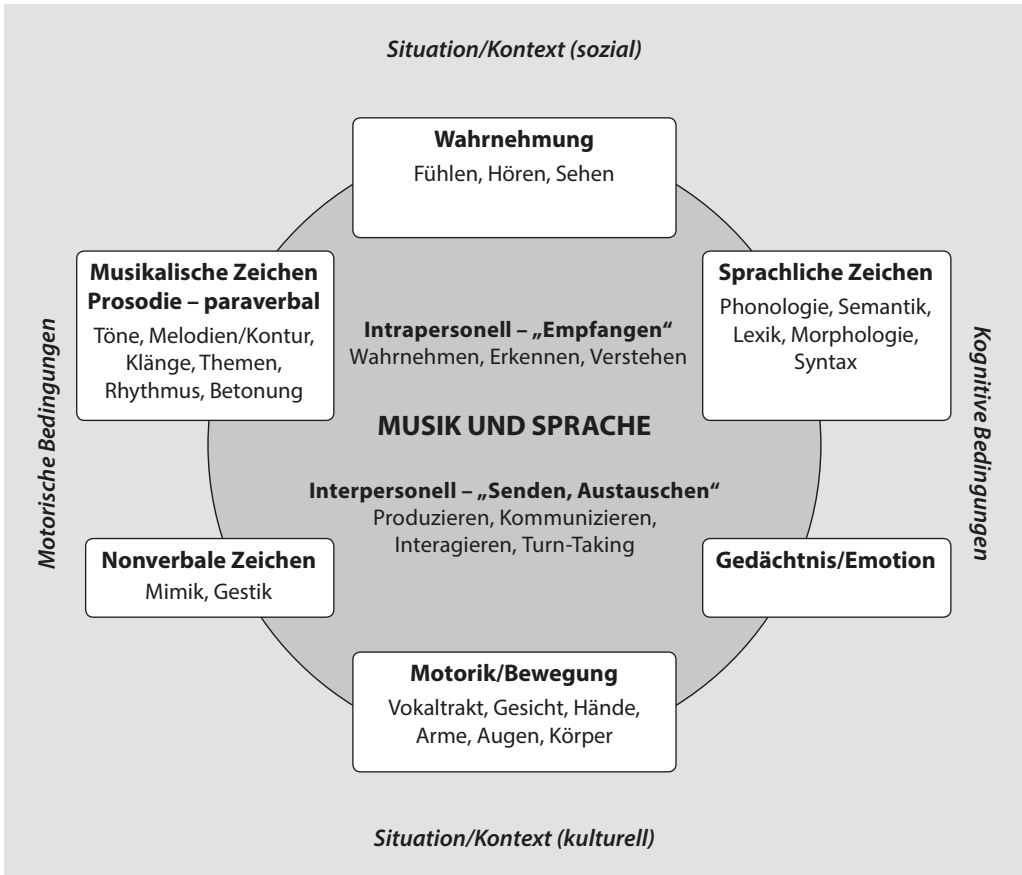 Situation/Kontext (sozial)
Wahrnehmung
Fühlen, Hören, Sehen
Musikalische Zeichen
Prosodie – paraverbal
Töne, Melodien/Kontur,
Klänge, Themen,
Rhythmus, Betonung
Sprachliche Zeichen
Phonologie, Semantik,
Lexik, Morphologie,
Syntax
Intrapersonell – „Empfangen“
Wahrnehmen, Erkennen, Verstehen
Motorische Bedingungen
Kognitive Bedingungen
MUSIK UND SPRACHE
Interpersonell – „Senden, Austauschen“
Produzieren, Kommunizieren,
Interagieren, Turn-Taking
Nonverbale Zeichen
Mimik, Gestik
Gedächtnis/Emotion
Motorik/Bewegung
Vokaltrakt, Gesicht, Hände,
Arme, Augen, Körper
Situation/Kontext (kulturell)